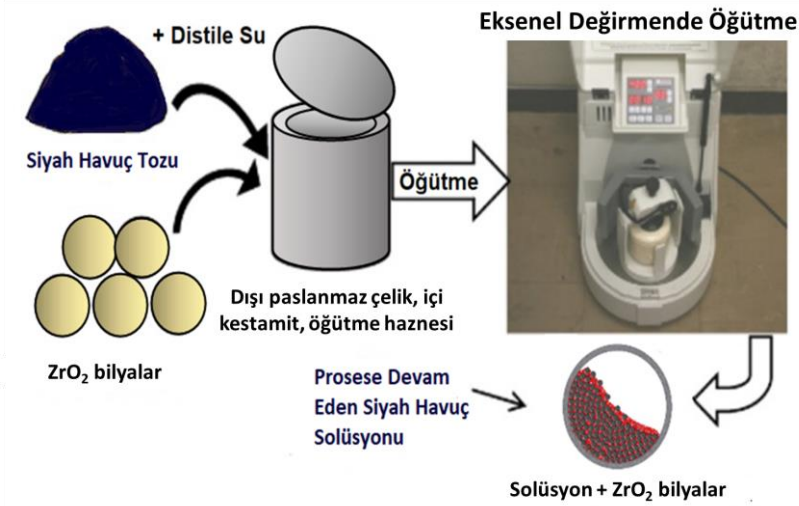 Eksenel Değirmende Öğütme
+ Distile Su
Siyah Havuç Tozu
Öğütme
Dışı paslanmaz çelik, içi
kestamit, öğütme haznesi
ZrO₂ bilyalar
Prosese Devam
Eden Siyah Havuç
Solüsyonu
Solüsyon + ZrO₂ bilyalar